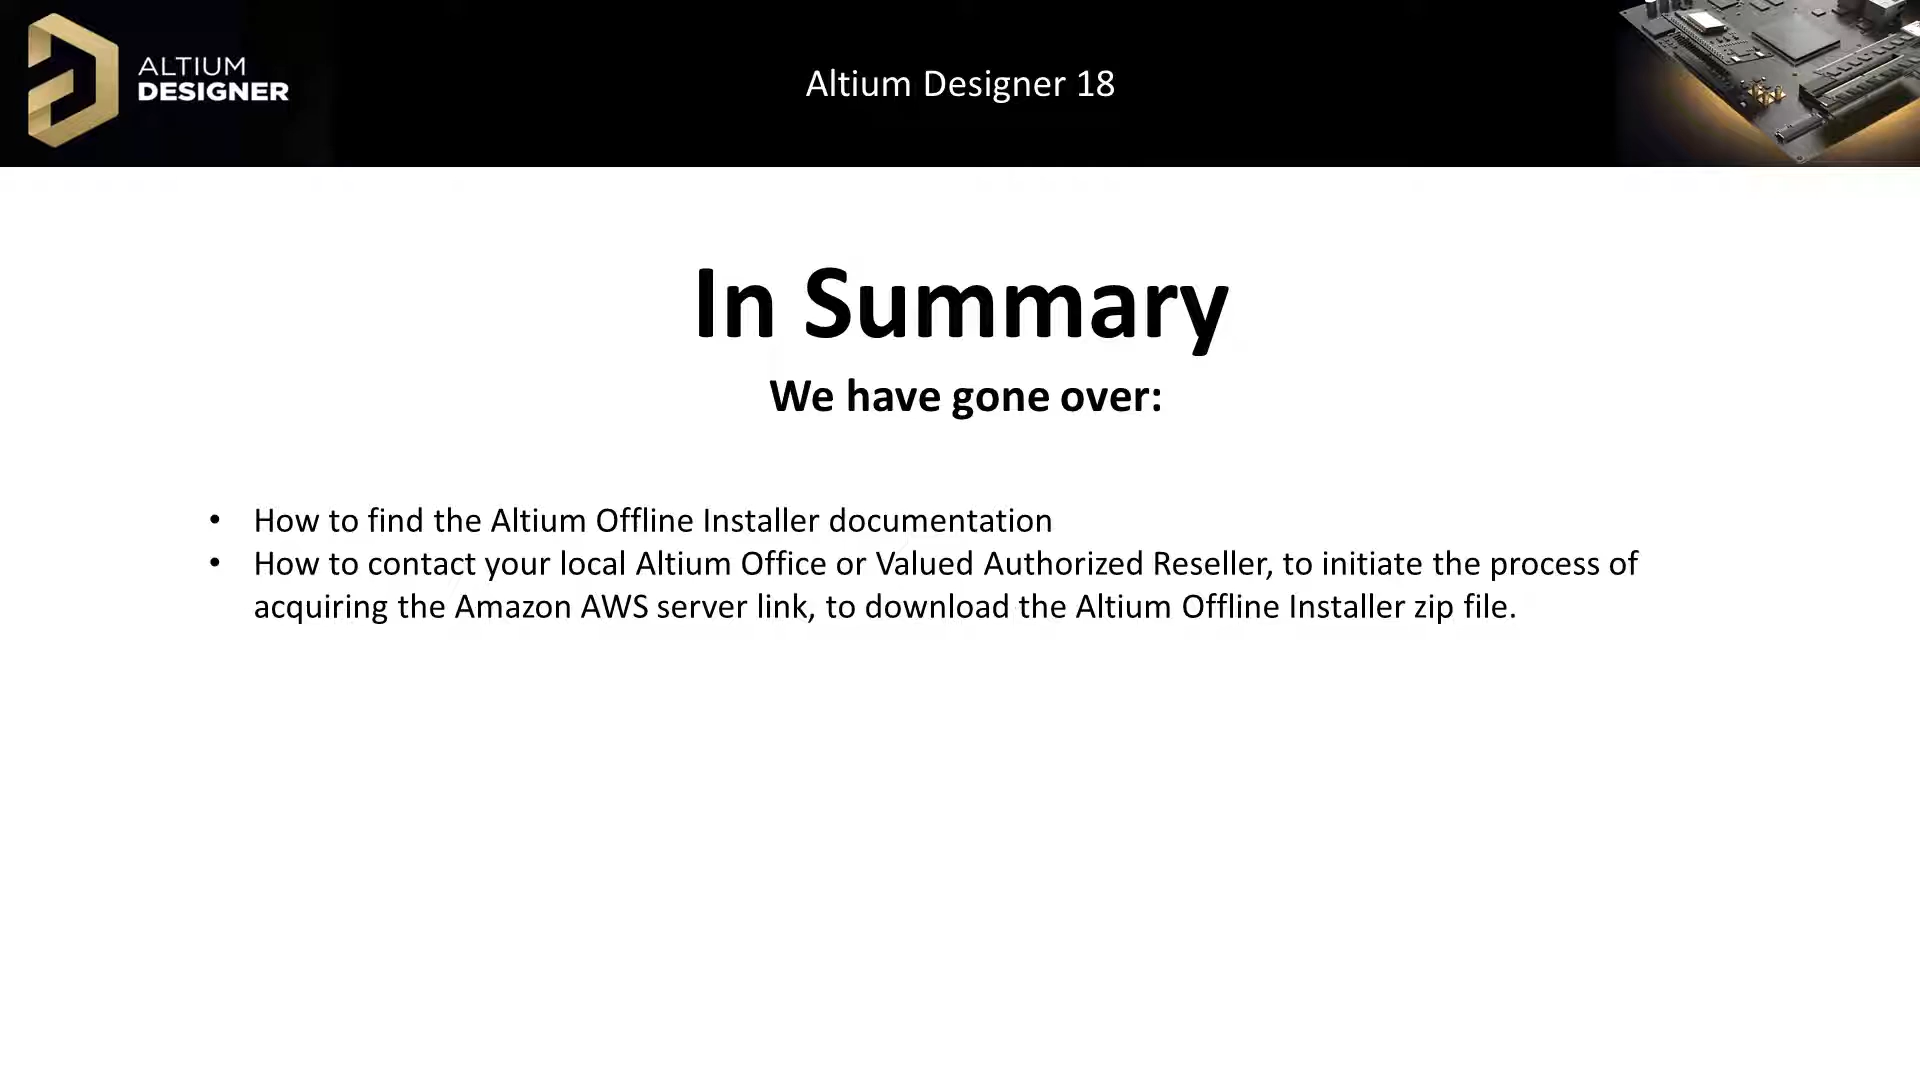 ALTIUM
DESIGNER
Altium Designer 18
In Summary
We have gone over:
• How to find the Altium Offline Installer documentation
• How to contact your local Altium Office or Valued Authorized Reseller, to initiate the process of
acquiring the Amazon AWS server link, to download the Altium Offline Installer zip file.